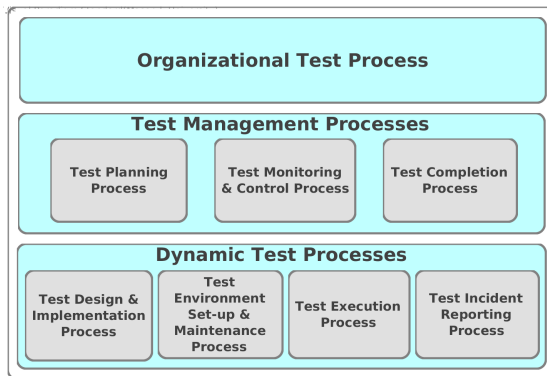 Organizational Test Process
Test Management Processes
Test Planning
Process
Test Monitoring
& Control Process
Test Completion
Process
Dynamic Test Processes
Test Design &
Implementation
Process
Test
Environment
Set-up &
Maintenance
Process
Test Execution
Process
Test Incident
Reporting
Process